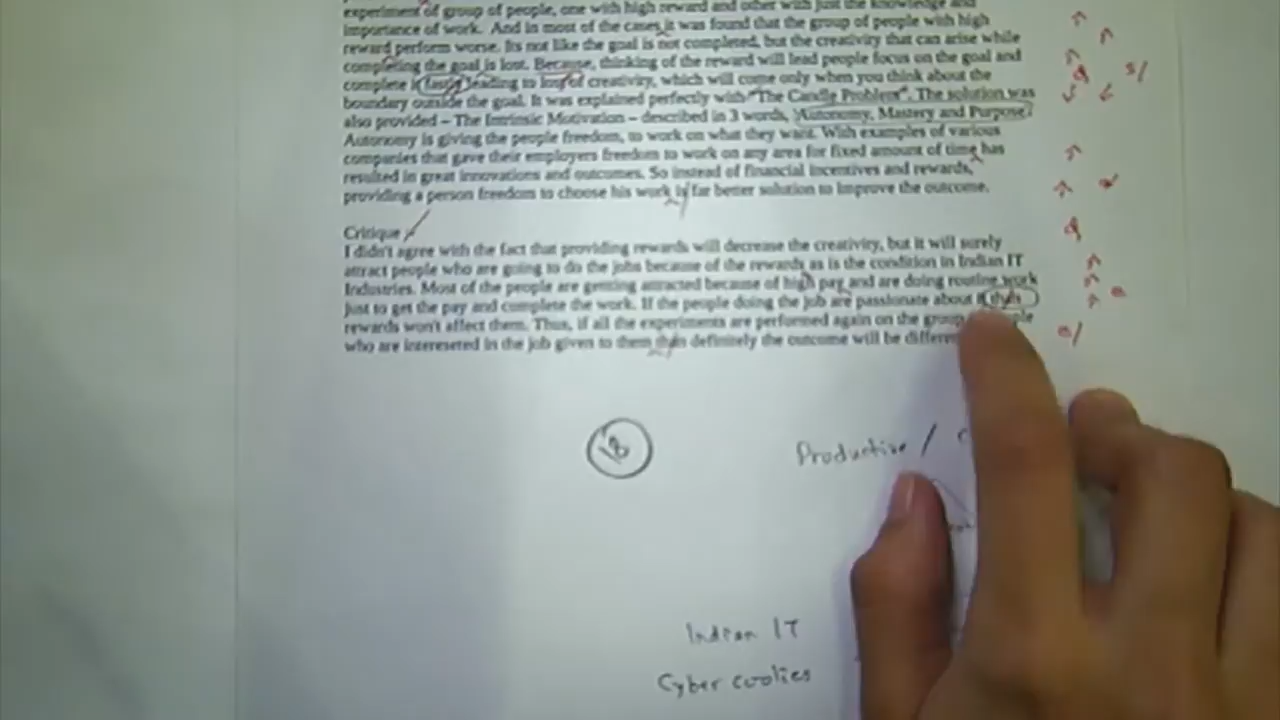 experiment of group of people, one with high reward and other with just the knowledge and
importance of work. And in most of the cases it was found that the group of people with high
reward perform worse. Its not like the goal is not completed, but the creativity that can arise while
completing the goal is lost. Because, thinking of the reward will lead people focus on the goal and
complete it leading to loss of creativity, which will come only when you think about the
boundary outside the goal. It was explained perfectly with "The Candle Problem". The solution was
also provided – The Intrinsic Motivation – described in 3 words, Autonomy, Mastery and Purpose
Autonomy is giving the people freedom, to work on what they want. With examples of various
companies that gave their employers freedom to work on any area for fixed amount of time has
resulted in great innovations and outcomes. So instead of financial incentives and rewards,
providing a person freedom to choose his work is far better solution to improve the outcome.
Critique
I didn't agree with the fact that providing rewards will decrease the creativity, but it will surely
attract people who are going to do the jobs because of the rewards as is the condition in Indian IT
Industries. Most of the people are getting attracted because of high pay and are doing routine work
just to get the pay and complete the work. If the people doing the job are passionate about it than
rewards won't affect them. Thus, if all the experiments are performed again on the group
who are intereseted in the job given to them than definitely the outcome will be
B
Productive /
Indian IT
Cyber coolies